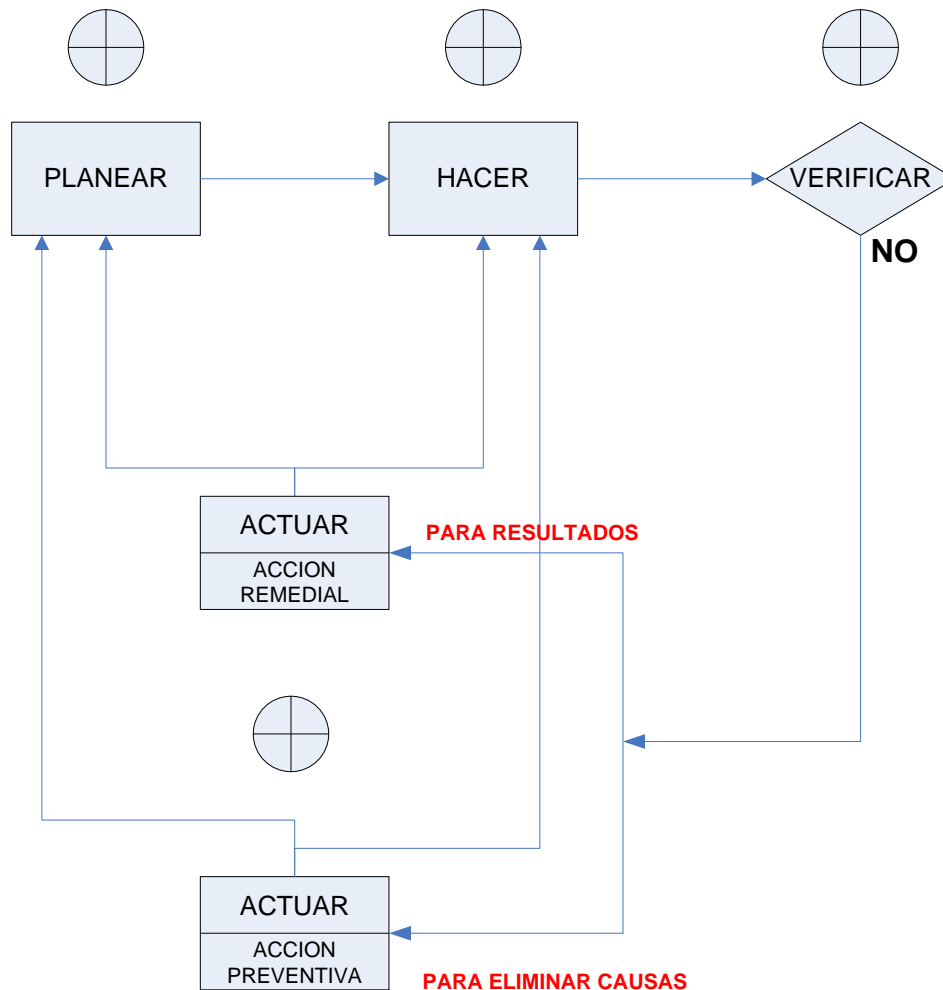 PLANEAR
HACER
VERIFICAR
NO
ACTUAR
PARA RESULTADOS
ACCION
REMEDIAL
ACTUAR
ACCION
PREVENTIVA
PARA ELIMINAR CAUSAS